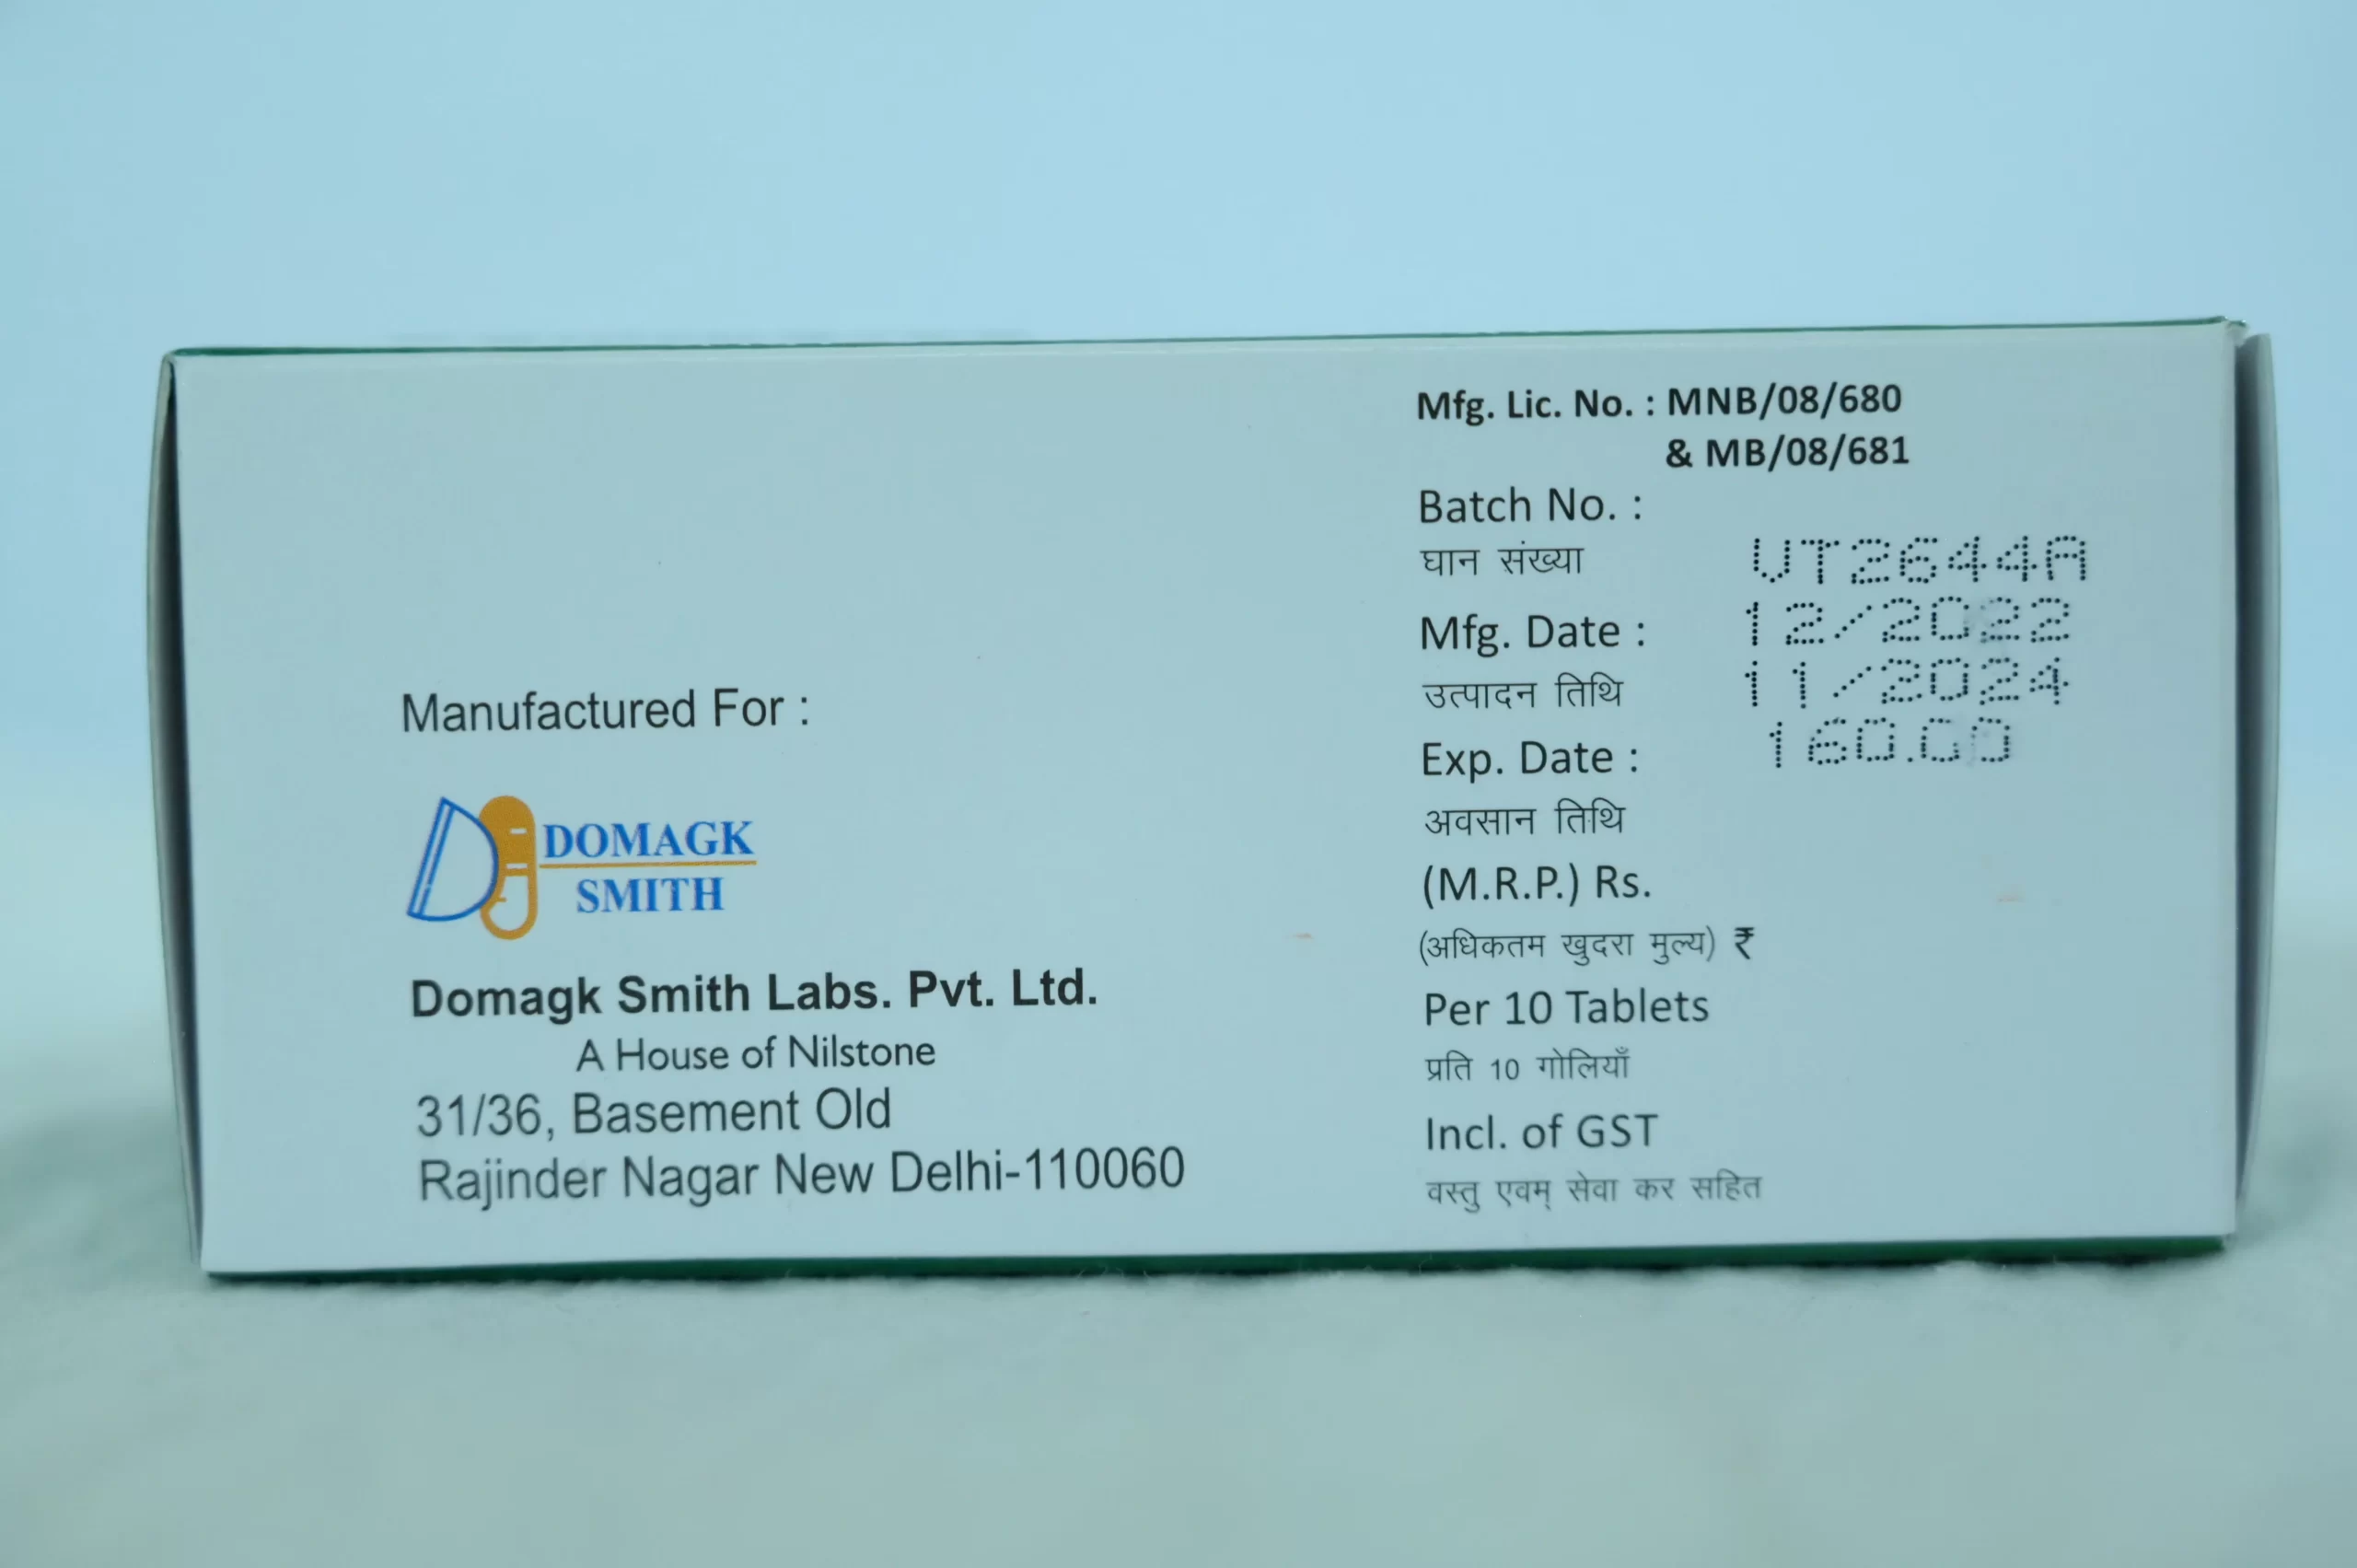 Manufactured For :
DOMAGK
SMITH
Domagk Smith Labs. Pvt. Ltd.
A House of Nilstone
31/36, Basement Old
Rajinder Nagar New Delhi-110060
Mfg. Lic. No. : MNB/08/680
& MB/08/681
Batch No. :
घान संख्या VT2644A
Mfg. Date : 12/2022
उत्पादन तिथि 11/2024
Exp. Date : 160.00
अवसान तिथि
(M.R.P.) Rs.
(अधिकतम खुदरा मुल्य) ₹
Per 10 Tablets
प्रति 10 गोलियाँ
Incl. of GST
वस्तु एवम् सेवा कर सहित